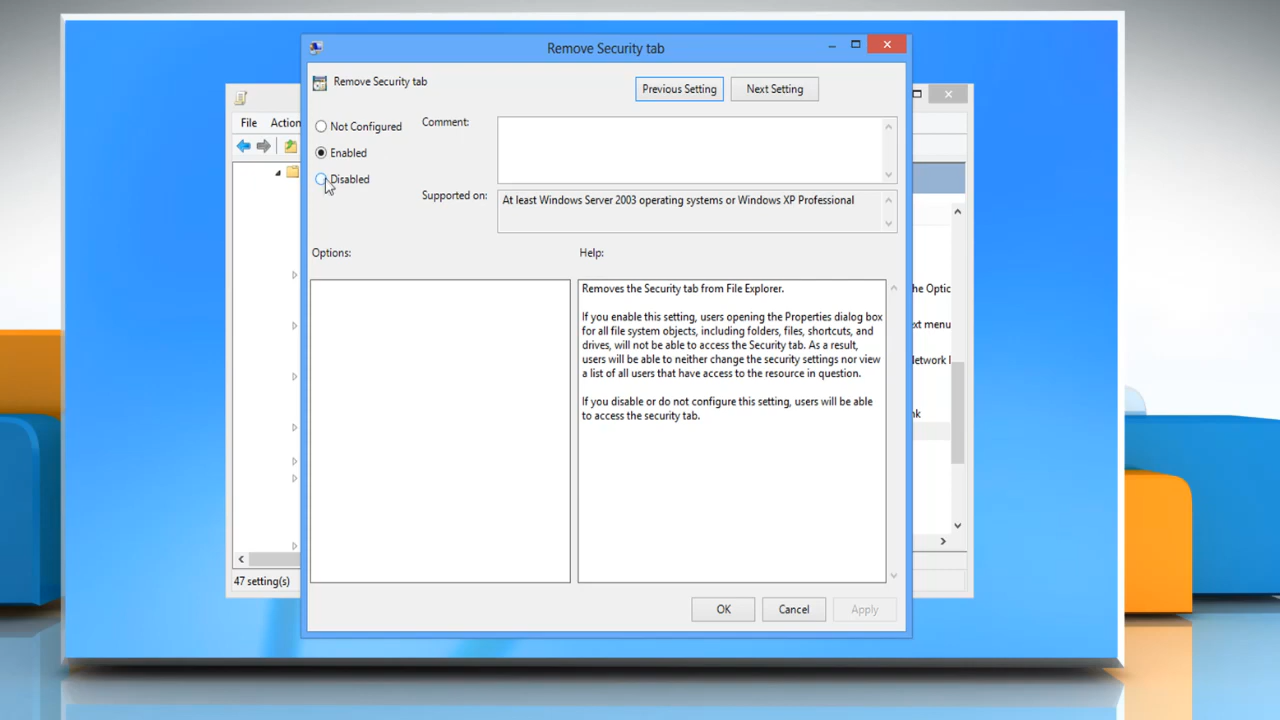 Remove Security tab
Remove Security tab
Previous Setting
Next Setting
File Action
Not Configured
Enabled
Disabled
Comment:
Supported on:
At least Windows Server 2003 operating systems or Windows XP Professional
Options:
Help:
Removes the Security tab from File Explorer.
If you enable this setting, users opening the Properties dialog box
for all file system objects, including folders, files, shortcuts, and
drives, will not be able to access the Security tab. As a result,
users will be able to neither change the security settings nor view
a list of all users that have access to the resource in question.
If you disable or do not configure this setting, users will be able
to access the security tab.
47 setting(s)
OK
Cancel
Apply